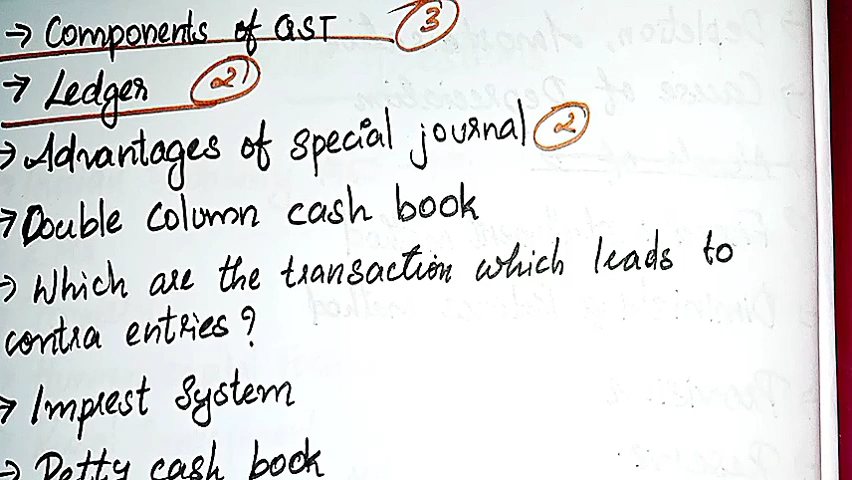 → Components of GST ③
→ Ledger ②
→ Advantages of special journal ②
→ Double column cash book
→ Which are the transaction which leads to
contra entries?
→ Imprest System
→ Petty cash book